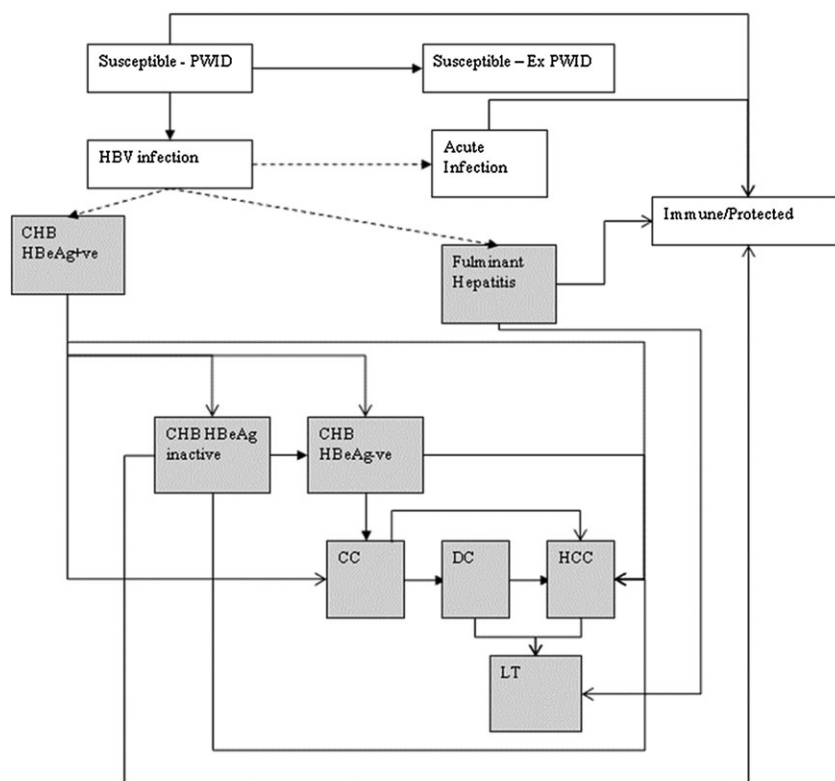 Susceptible - PWID
Susceptible – Ex PWID
HBV infection
Acute
Infection
Immune/Protected
CHB
HBeAg+ve
Fulminant
Hepatitis
CHB HBeAg
inactive
CHB
HBeAg-ve
CC
DC
HCC
LT